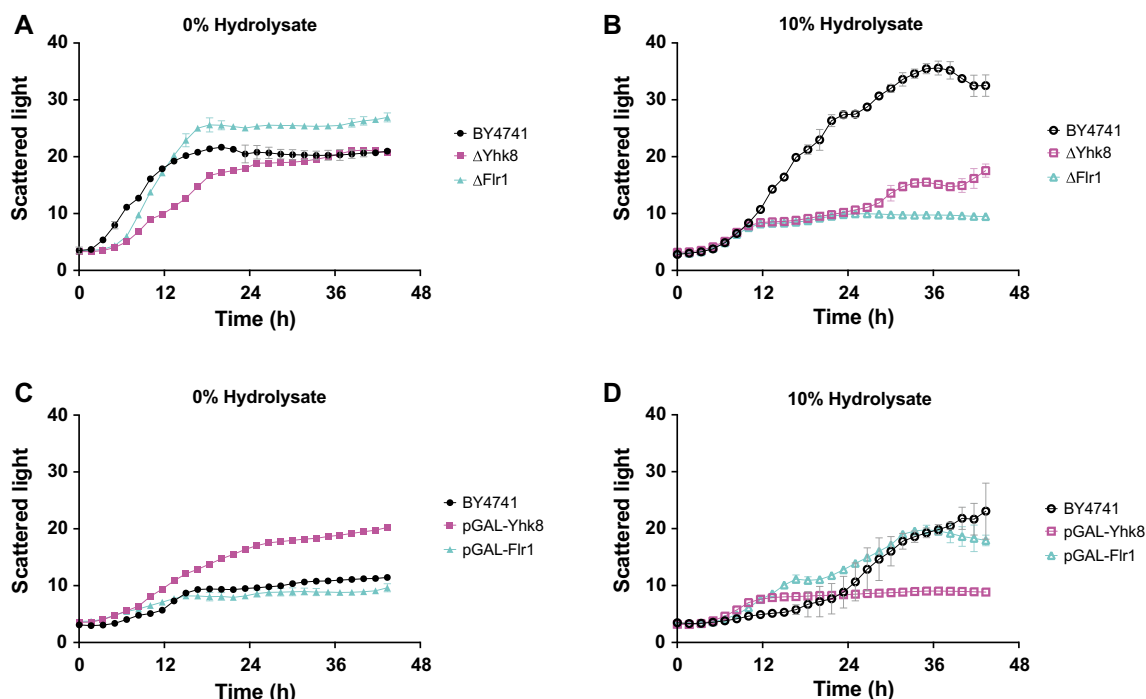 A
0% Hydrolysate
Scattered light
40
30
20
10
0
0
12
24
36
48
Time (h)
BY4741
ΔYhk8
ΔFlr1
B
10% Hydrolysate
Scattered light
40
30
20
10
0
0
12
24
36
48
Time (h)
BY4741
ΔYhk8
ΔFlr1
C
0% Hydrolysate
Scattered light
40
30
20
10
0
0
12
24
36
48
Time (h)
BY4741
pGAL-Yhk8
pGAL-Flr1
D
10% Hydrolysate
Scattered light
40
30
20
10
0
0
12
24
36
48
Time (h)
BY4741
pGAL-Yhk8
pGAL-Flr1